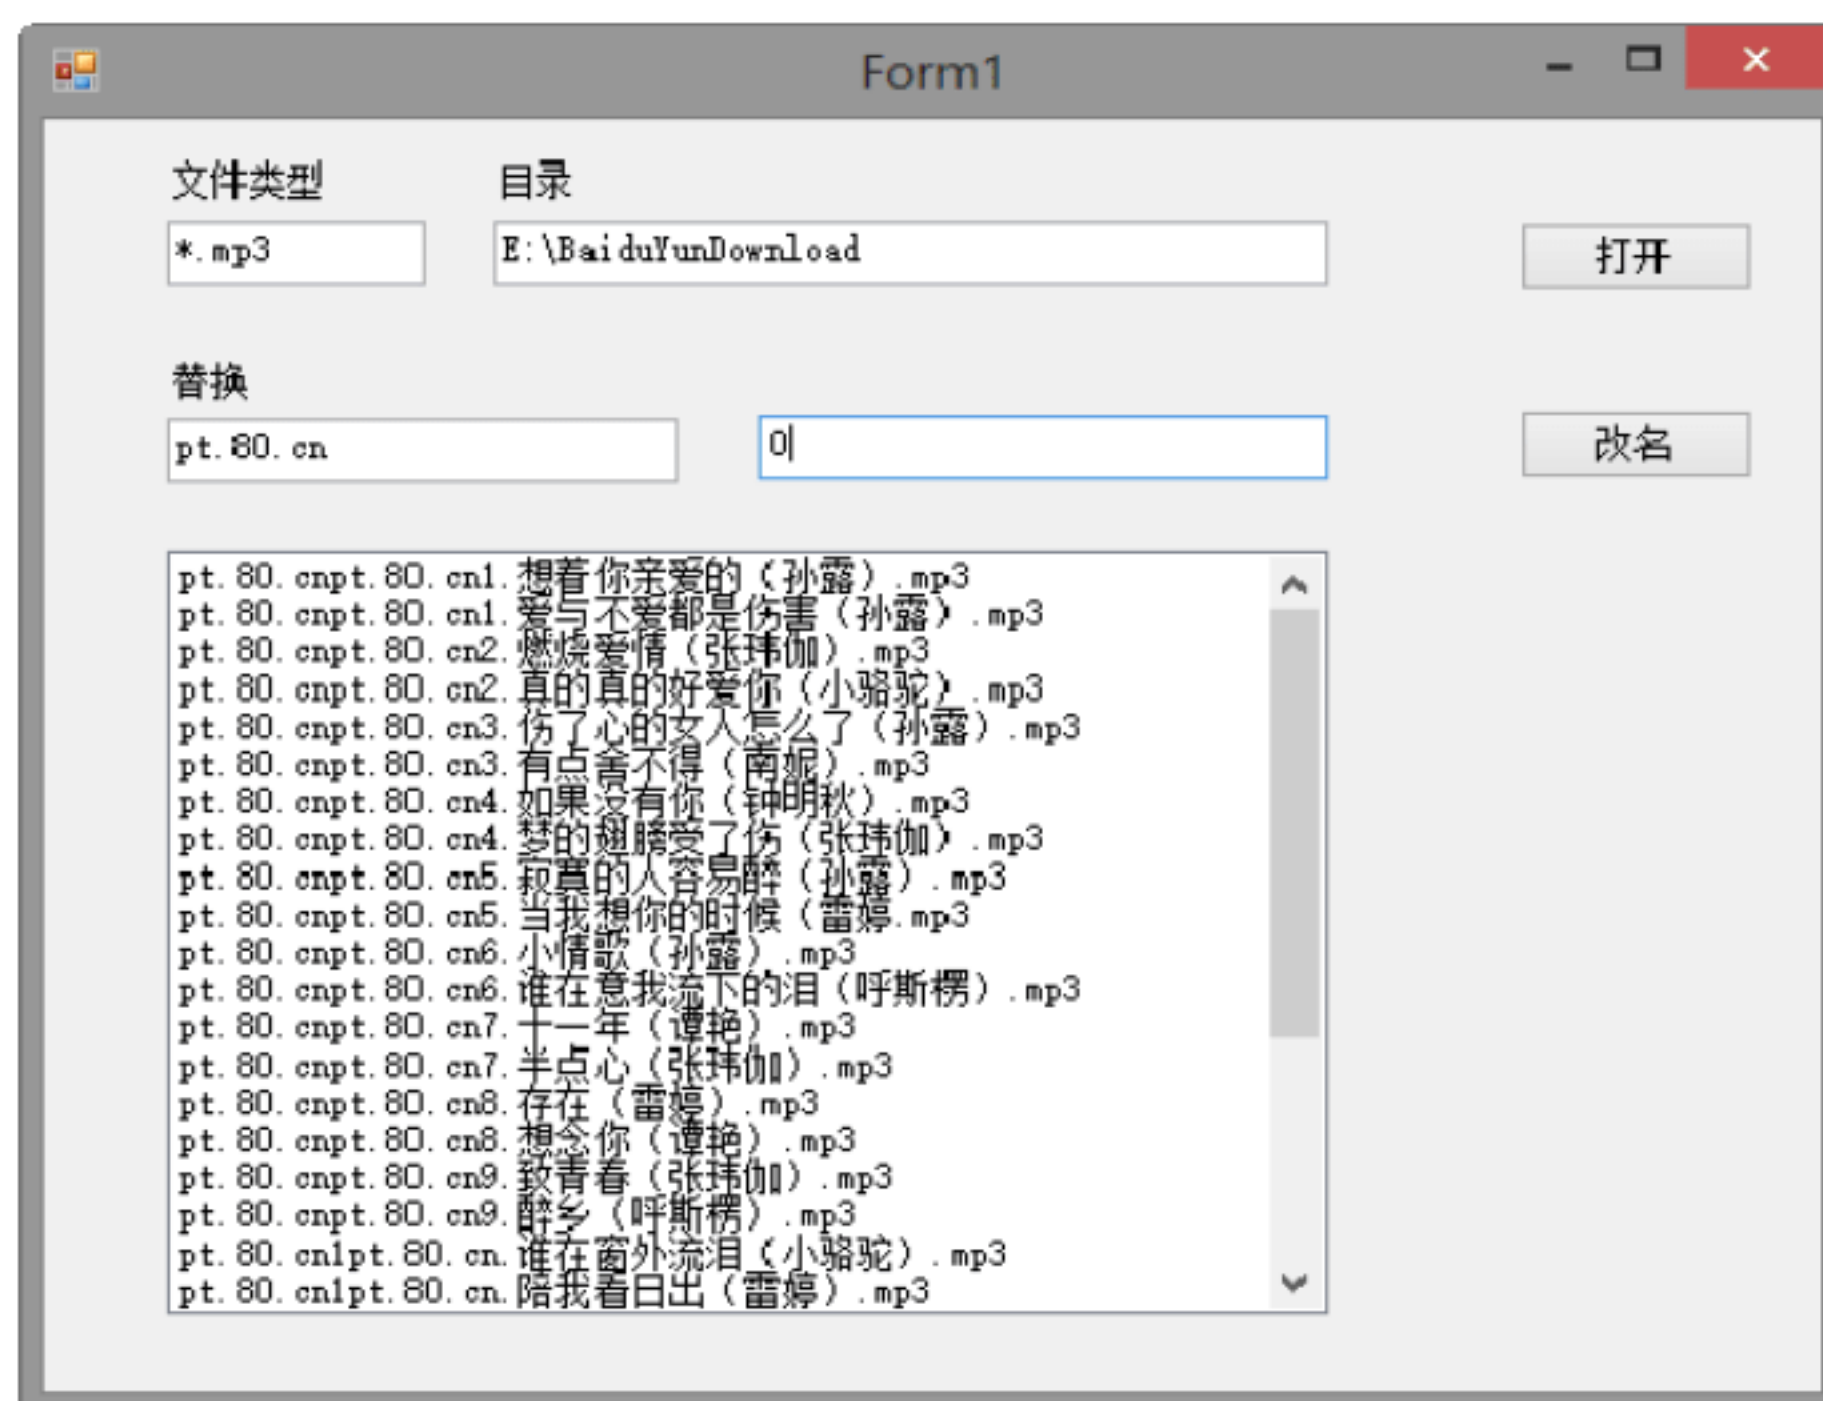 Form1
文件类型 目录
*.mp3 E:\BaiduYunDownload 打开
替换
pt.80.cn 0 改名
pt.80.cnpt.80.cn1.想着你亲爱的（孙露）.mp3
pt.80.cnpt.80.cn1.爱与不爱都是伤害（孙露）.mp3
pt.80.cnpt.80.cn2.燃烧爱情（张玮伽）.mp3
pt.80.cnpt.80.cn2.真的真的好爱你（小骆驼）.mp3
pt.80.cnpt.80.cn3.伤了心的女人怎么了（孙露）.mp3
pt.80.cnpt.80.cn3.有点舍不得（南妮）.mp3
pt.80.cnpt.80.cn4.如果没有你（钟明秋）.mp3
pt.80.cnpt.80.cn4.梦的翅膀受了伤（张玮伽）.mp3
pt.80.cnpt.80.cn5.寂寞的人容易醉（孙露）.mp3
pt.80.cnpt.80.cn5.当我想你的时候（雷婷.mp3
pt.80.cnpt.80.cn6.小情歌（孙露）.mp3
pt.80.cnpt.80.cn6.谁在意我流下的泪（呼斯楞）.mp3
pt.80.cnpt.80.cn7.十一年（谭艳）.mp3
pt.80.cnpt.80.cn7.半点心（张玮伽）.mp3
pt.80.cnpt.80.cn8.存在（雷婷）.mp3
pt.80.cnpt.80.cn8.想念你（谭艳）.mp3
pt.80.cnpt.80.cn9.致青春（张玮伽）.mp3
pt.80.cnpt.80.cn9.醉乡（呼斯楞）.mp3
pt.80.cn1pt.80.cn.谁在窗外流泪（小骆驼）.mp3
pt.80.cn1pt.80.cn.陪我看日出（雷婷）.mp3